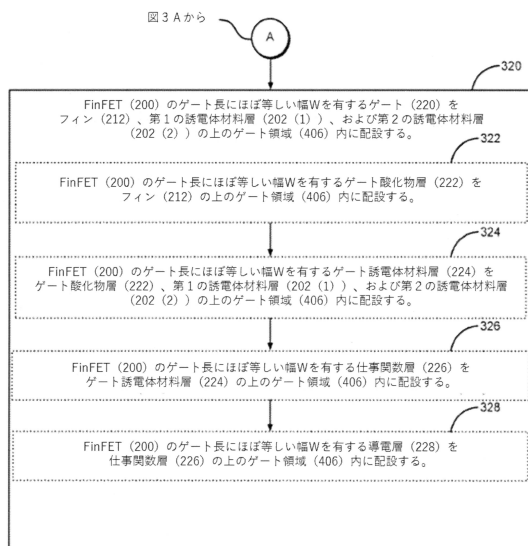 図3Aから
A
320
FinFET(200)のゲート長にほぼ等しい幅Wを有するゲート(220)を
フィン(212)、第1の誘電体材料層(202(1))、および第2の誘電体材料層
(202(2))の上のゲート領域(406)内に配設する。
322
FinFET(200)のゲート長にほぼ等しい幅Wを有するゲート酸化物層(222)を
フィン(212)の上のゲート領域(406)内に配設する。
324
FinFET(200)のゲート長にほぼ等しい幅Wを有するゲート誘電体材料層(224)を
ゲート酸化物(222)、第1の誘電体材料層(202(1))、および第2の誘電体材料層
(202(2))の上のゲート領域(406)内に配設する。
326
FinFET(200)のゲート長にほぼ等しい幅Wを有する仕事関数層(226)を
ゲート誘電体材料層(224)の上のゲート領域(406)内に配設する。
328
FinFET(200)のゲート長にほぼ等しい幅Wを有する導電層(228)を
仕事関数層(226)の上のゲート領域(406)内に配設する。